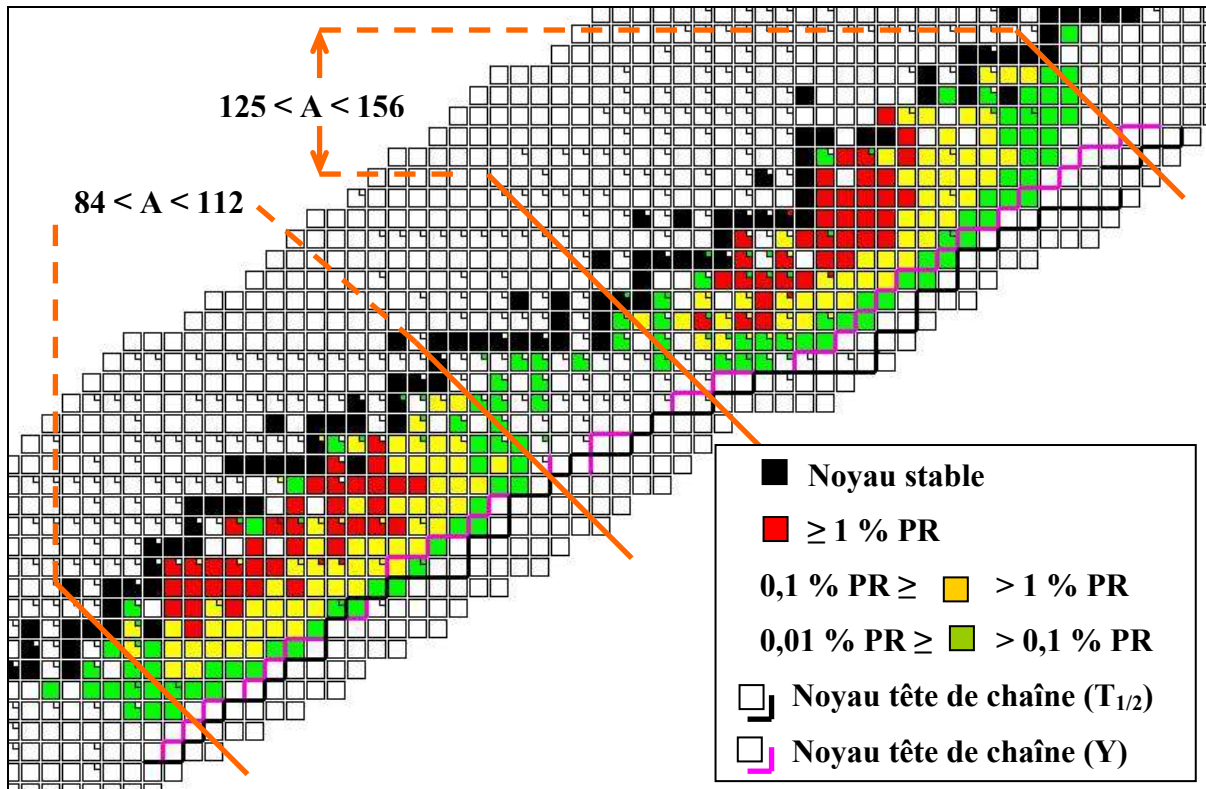 125 < A < 156
84 < A < 112
Noyau stable
≥ 1 % PR
0,1 % PR ≥ > 1 % PR
0,01 % PR ≥ > 0,1 % PR
Noyau tête de chaîne (T1/2)
Noyau tête de chaîne (Y)